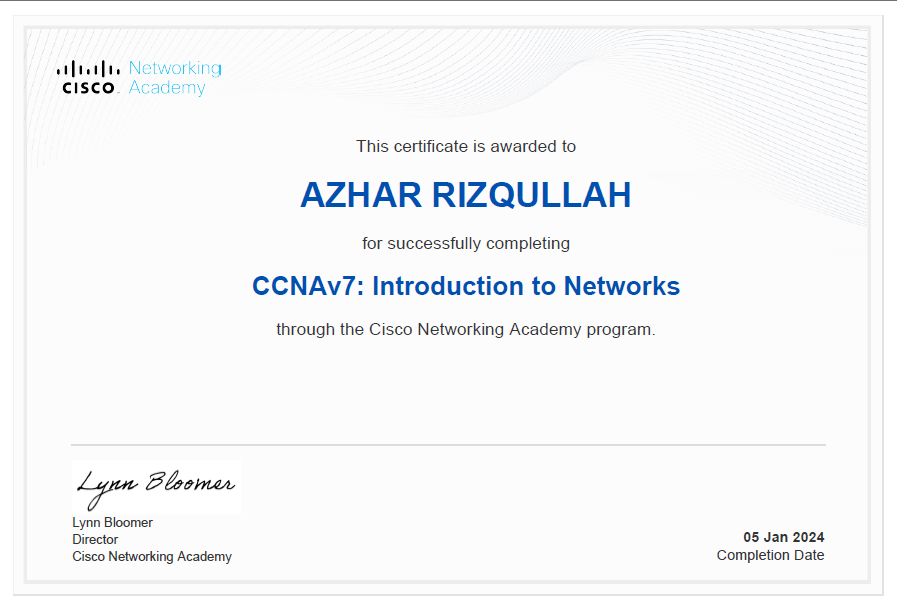 Networking
CISCO Academy
This certificate is awarded to
AZHAR RIZQULLAH
for successfully completing
CCNAv7: Introduction to Networks
through the Cisco Networking Academy program.
Lynn Bloomer
Lynn Bloomer
Director
Cisco Networking Academy
05 Jan 2024
Completion Date